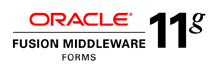 ORACLE
FUSION MIDDLEWARE 11g
FORMS